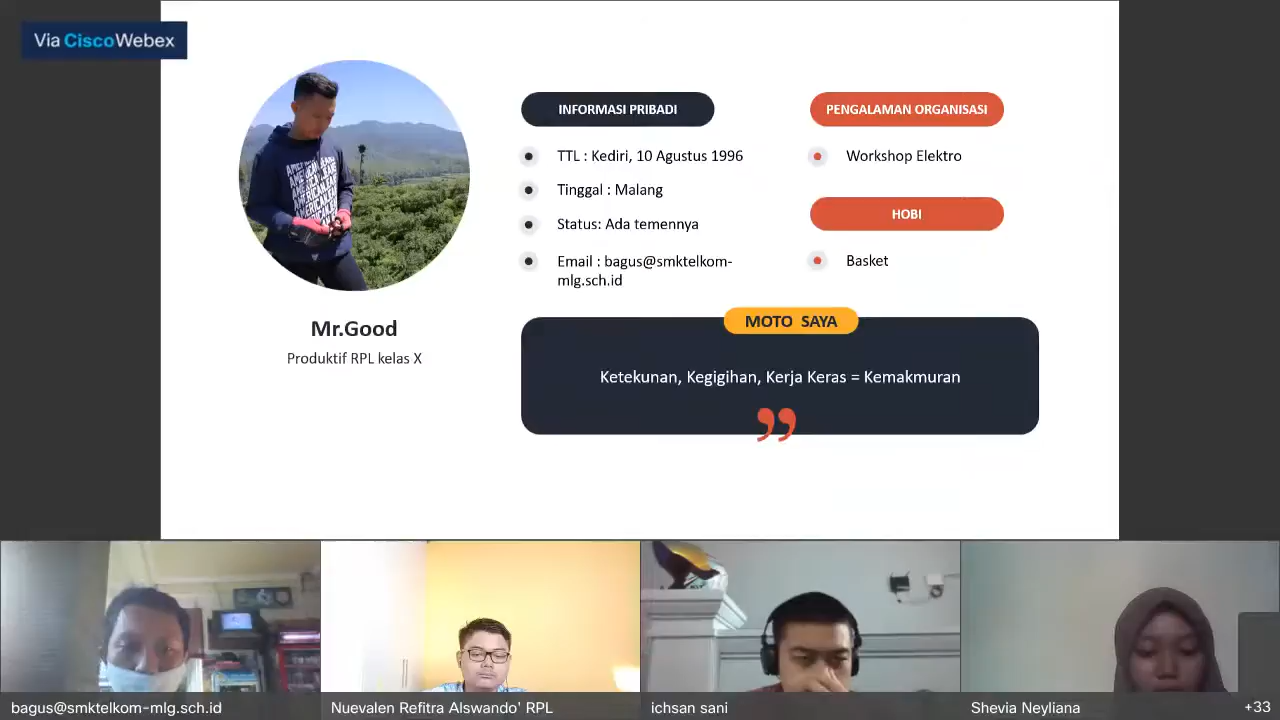 Via CiscoWebex
INFORMASI PRIBADI
TTL : Kediri, 10 Agustus 1996
Tinggal : Malang
Status: Ada temennya
Email : bagus@smktelkom-
mlg.sch.id
PENGALAMAN ORGANISASI
Workshop Elektro
HOBI
Basket
Mr.Good
Produktif RPL kelas X
MOTO SAYA
Ketekunan, Kegigihan, Kerja Keras = Kemakmuran
”
bagus@smktelkom-mlg.sch.id
Nuevalen Refitra Alswando' RPL
ichsan sani
Shevia Neyliana
+33